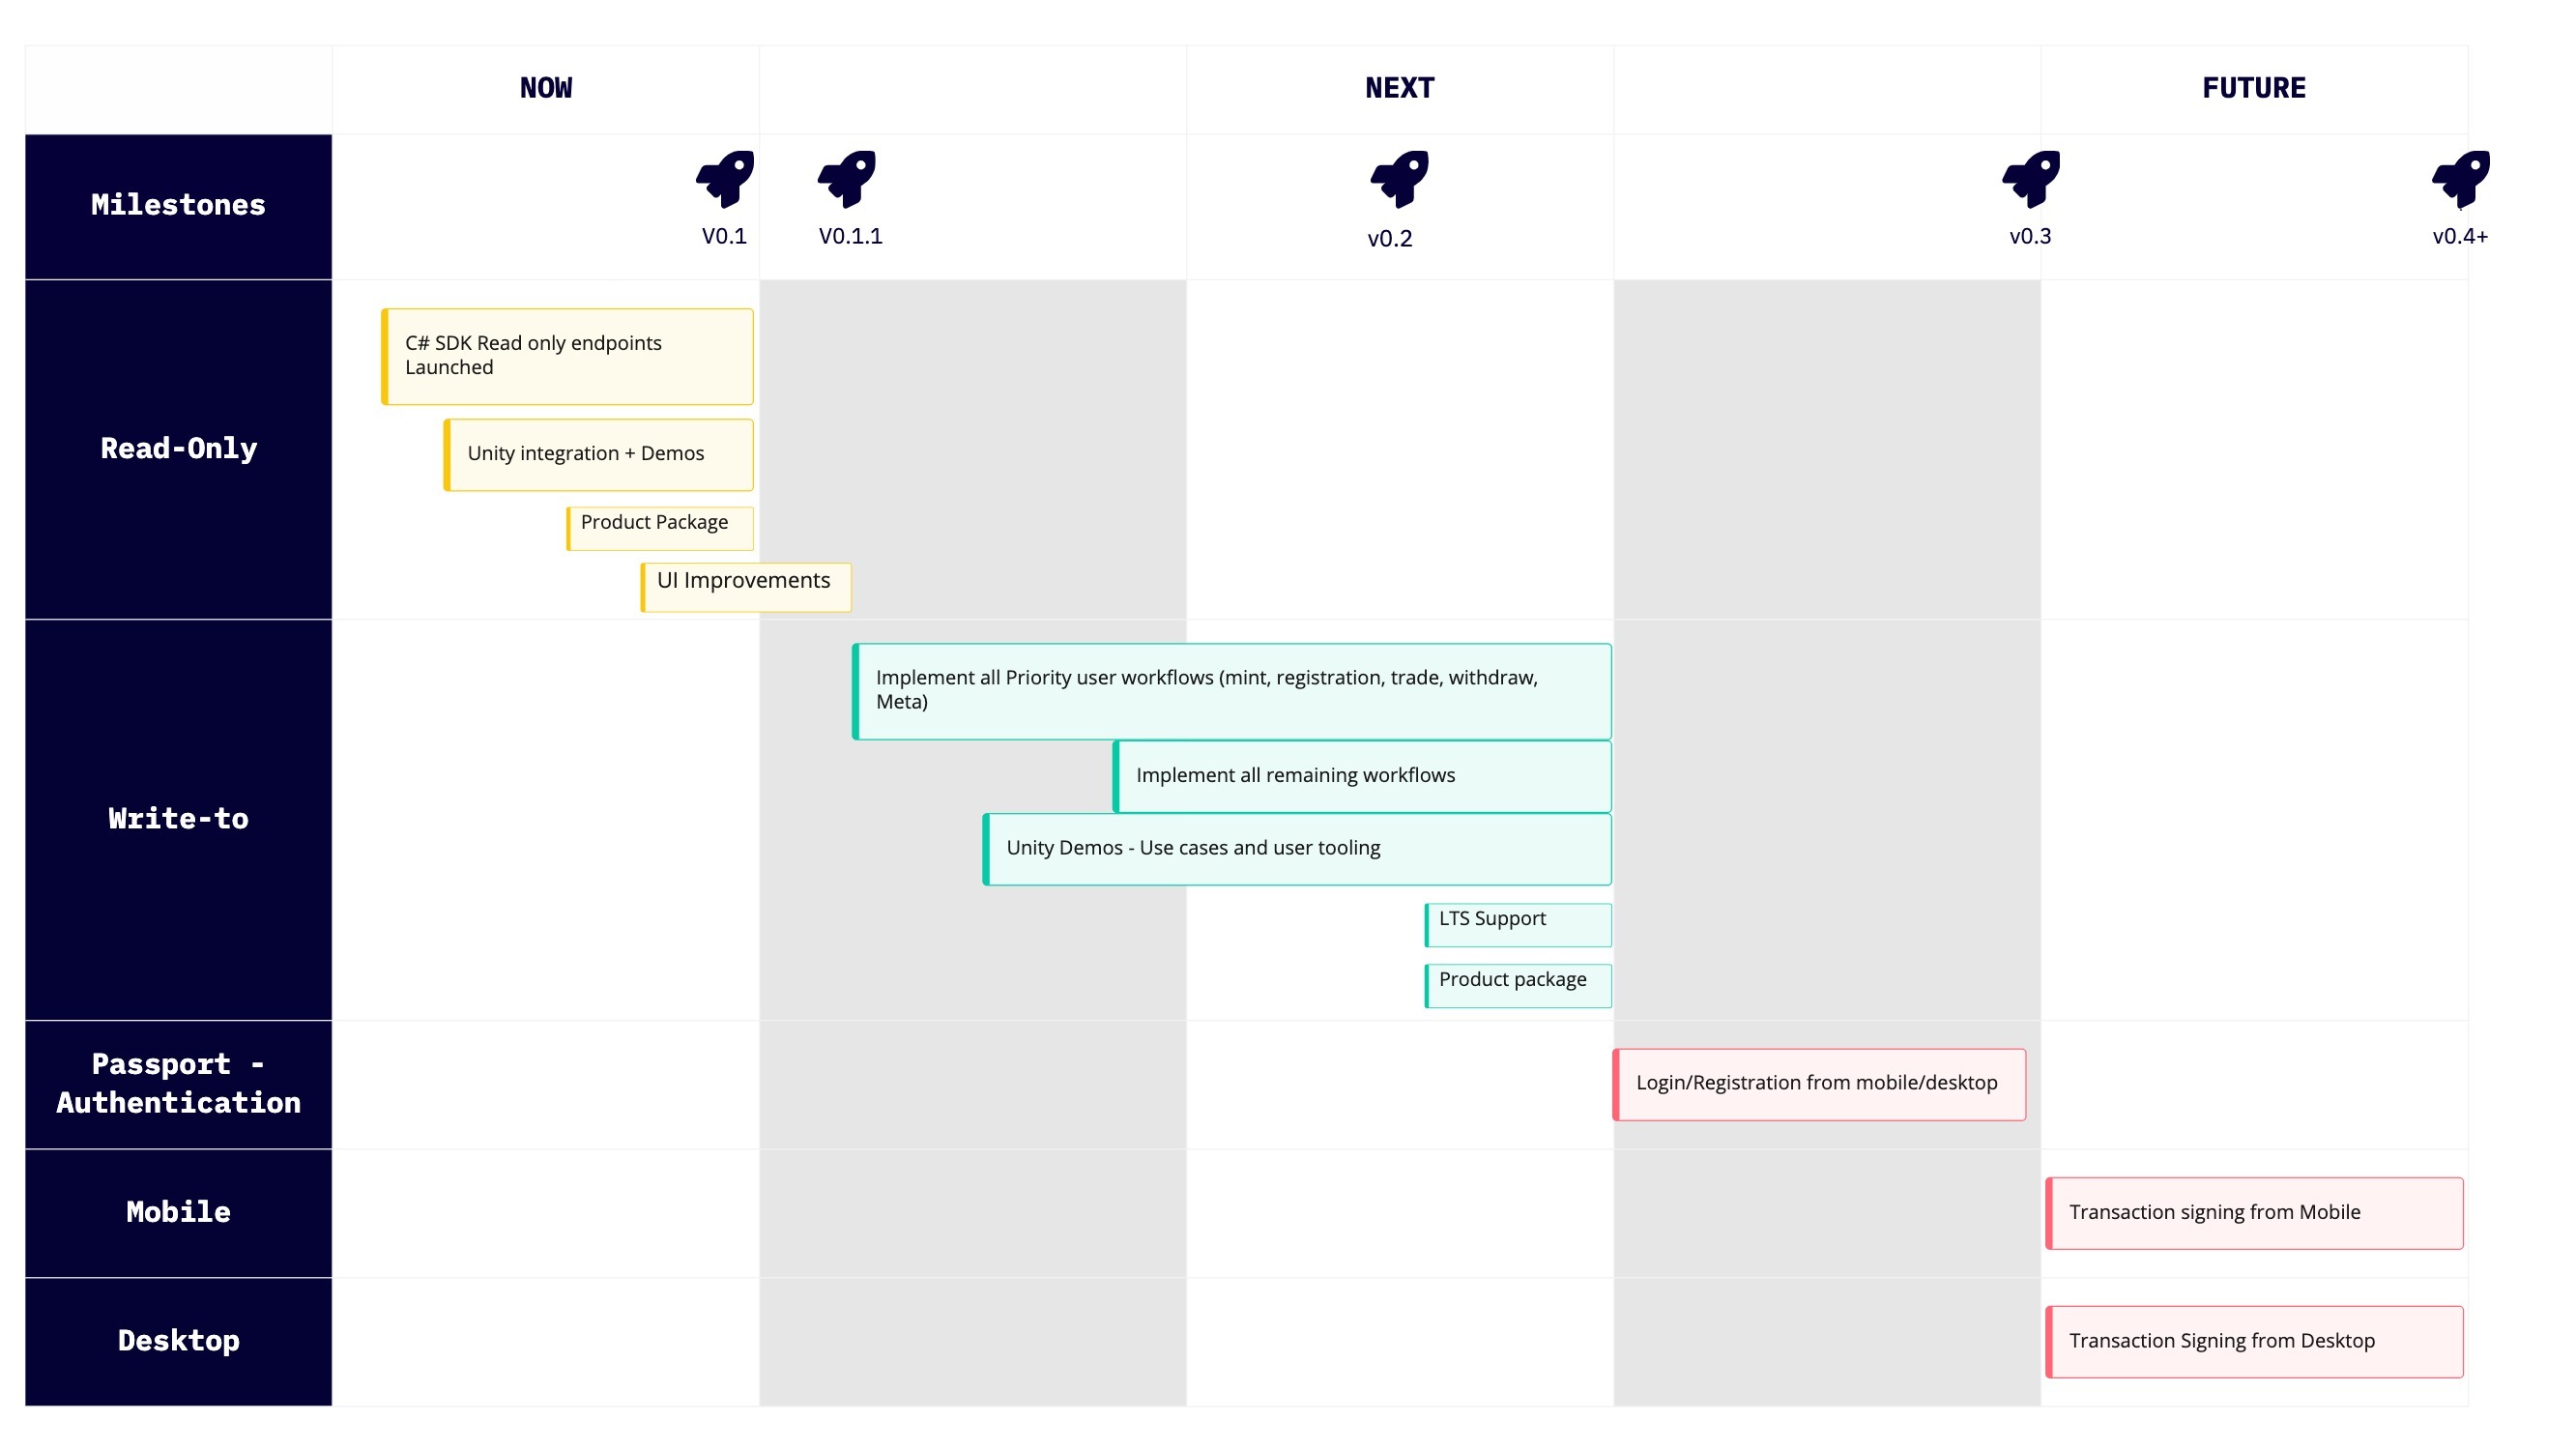 NOW
NEXT
FUTURE
Milestones
V0.1
V0.1.1
v0.2
v0.3
v0.4+
Read-Only
C# SDK Read only endpoints
Launched
Unity integration + Demos
Product Package
UI Improvements
Write-to
Implement all Priority user workflows (mint, registration, trade, withdraw,
Meta)
Implement all remaining workflows
Unity Demos - Use cases and user tooling
LTS Support
Product package
Passport -
Authentication
Login/Registration from mobile/desktop
Mobile
Transaction signing from Mobile
Desktop
Transaction Signing from Desktop